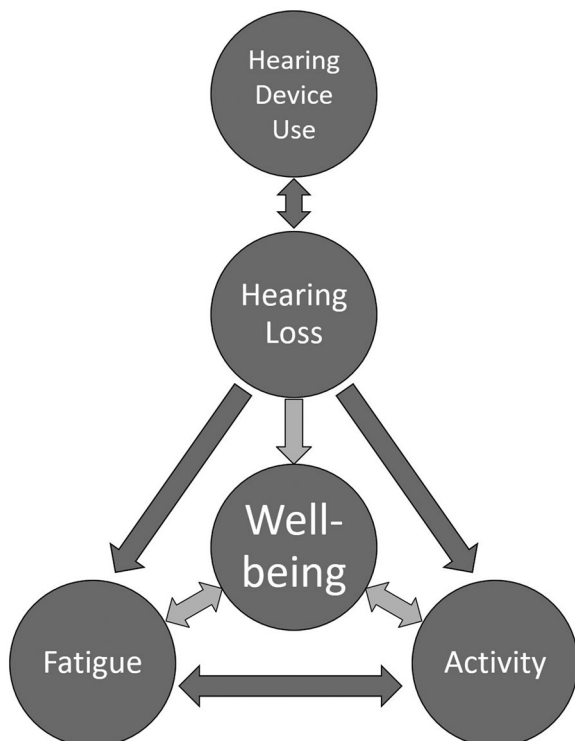 Hearing
Device
Use
Hearing
Loss
Well-
being
Fatigue
Activity